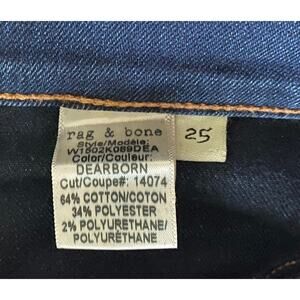 rag & bone
Style/Modèle:
W1502K089DEA
Color/Couleur:
DEARBORN
Cut/Coupe#: 14074
64% COTTON/COTON
34% POLYESTER
2% POLYURETHANE/
POLYURÉTHANE
25